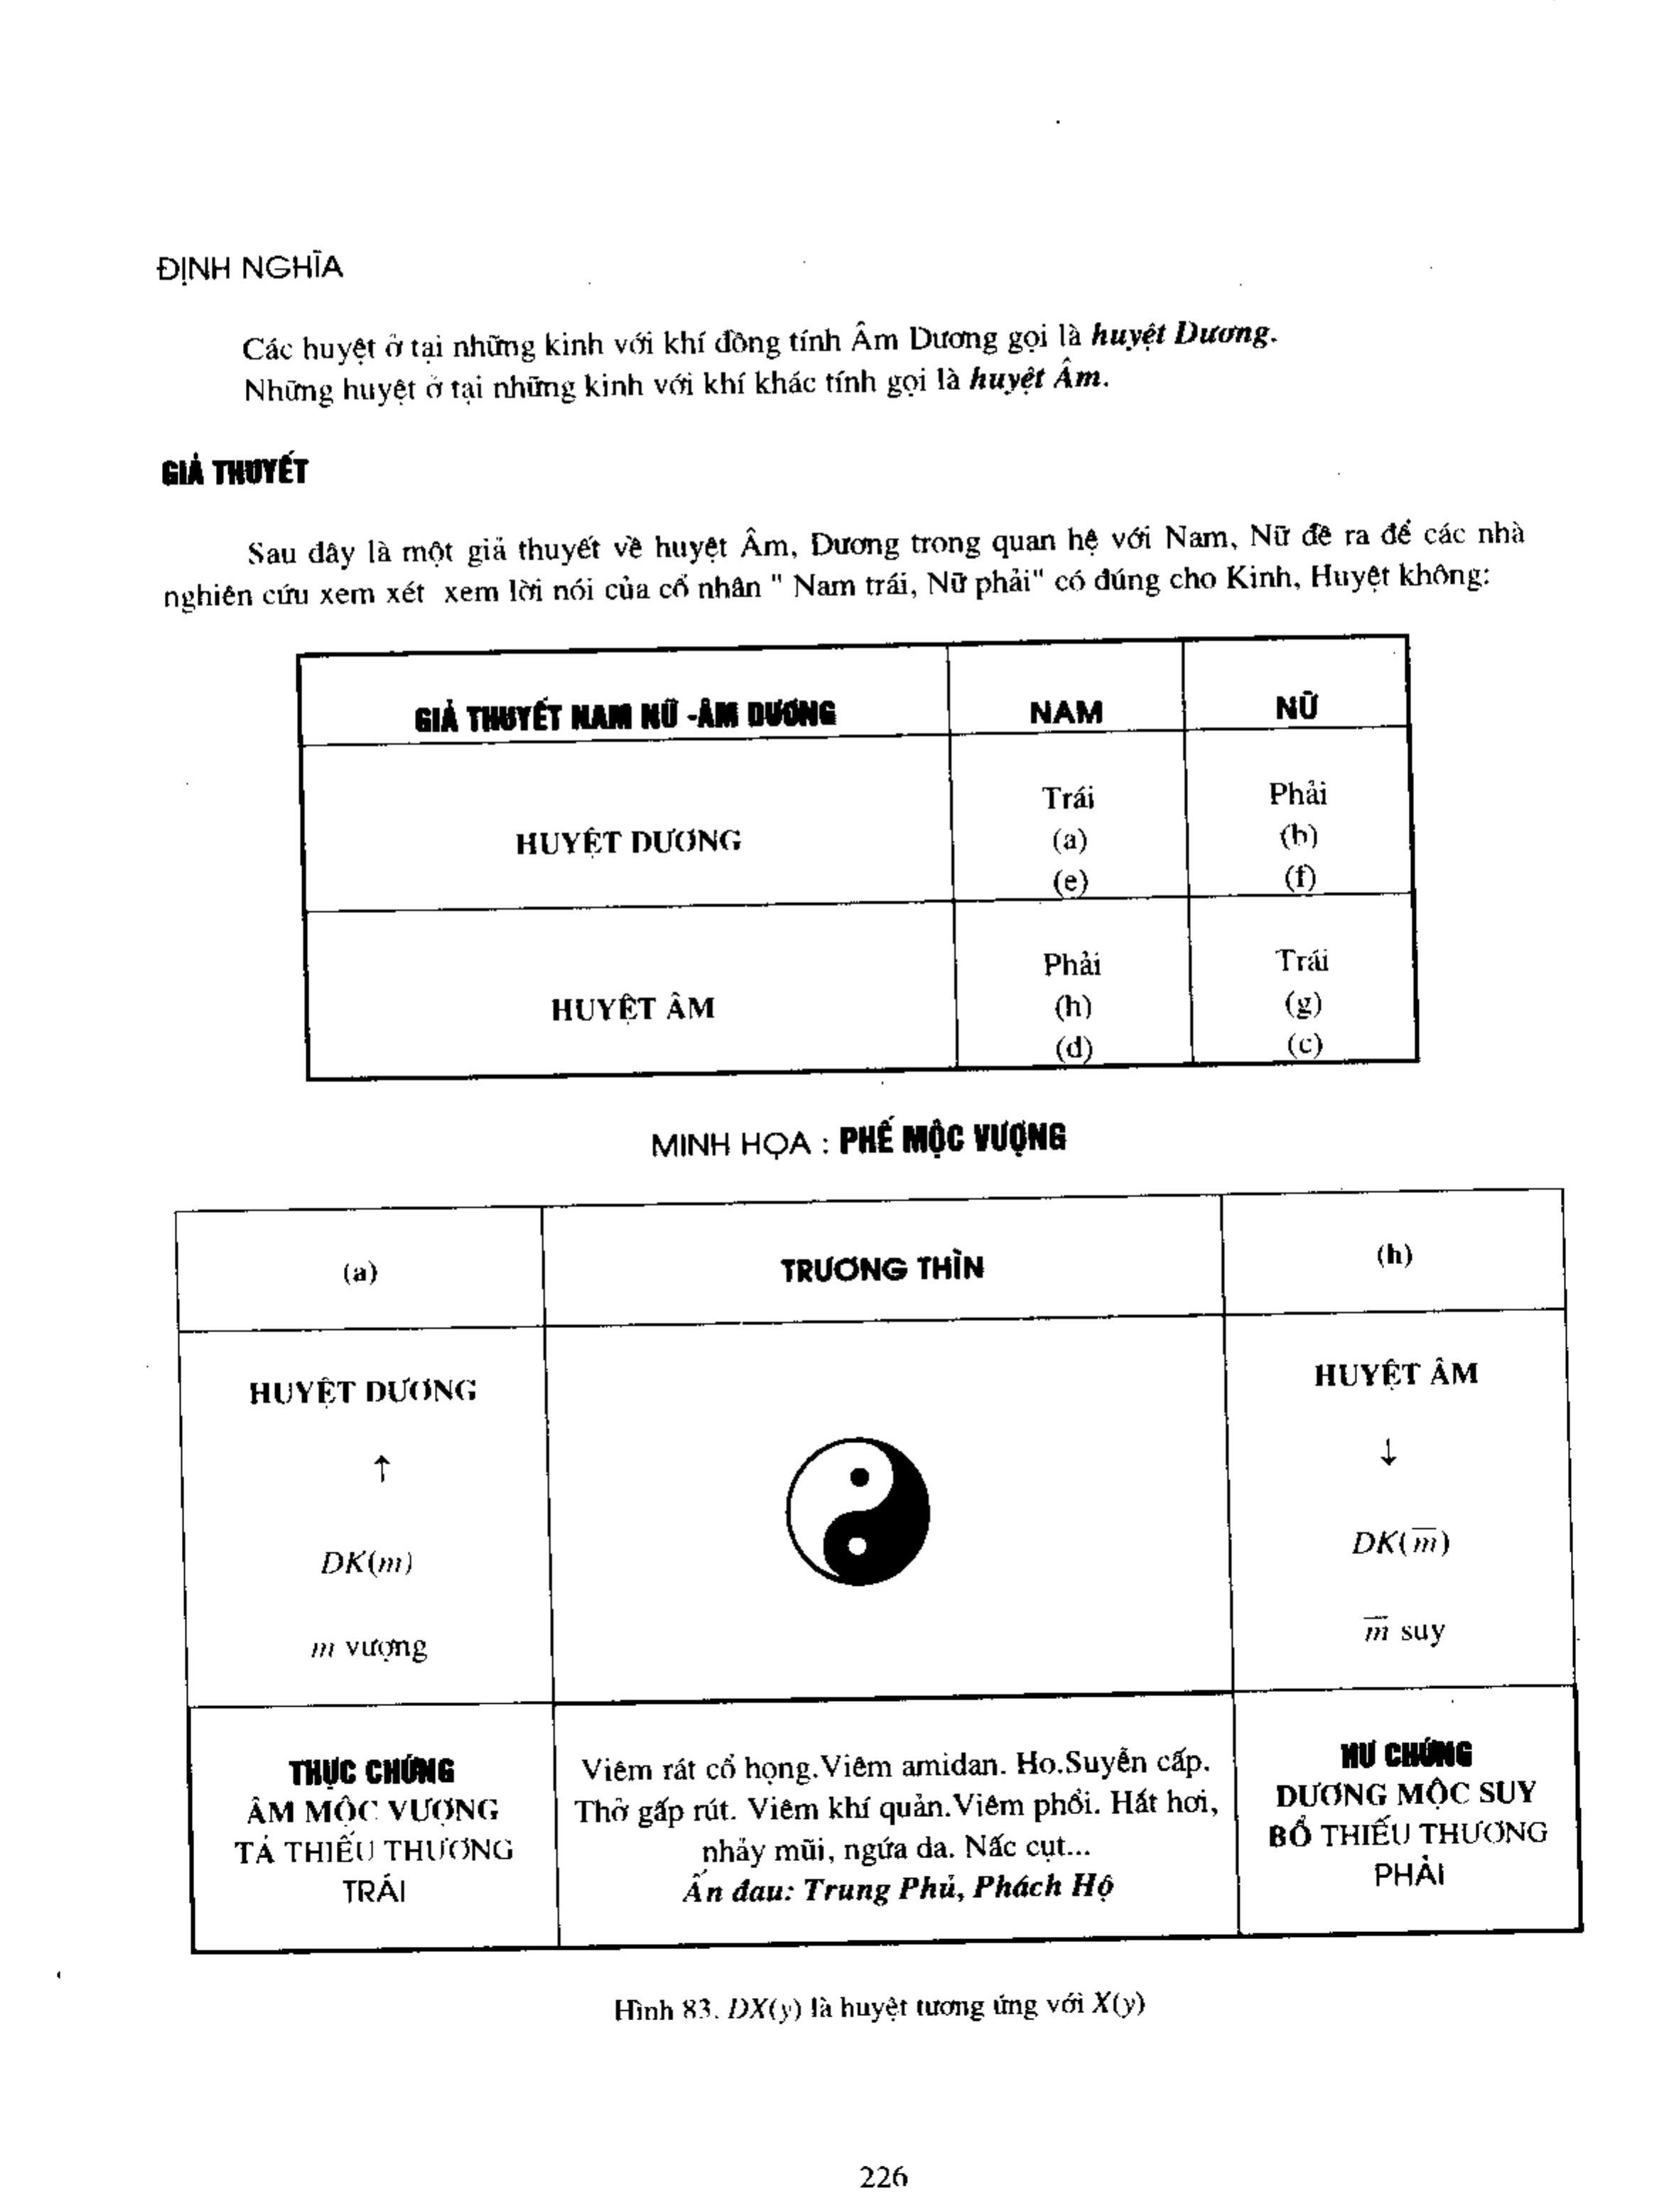 ĐỊNH NGHĨA
Các huyệt ở tại những kinh với khí đồng tính Âm Dương gọi là huyệt Dương.
Những huyệt ở tại những kinh với khí khác tính gọi là huyệt Âm.
GIẢ THUYẾT
Sau đây là một giả thuyết về huyệt Âm, Dương trong quan hệ với Nam, Nữ đề ra để các nhà
nghiên cứu xem xét xem lời nói của cổ nhân " Nam trái, Nữ phải" có đúng cho Kinh, Huyệt không:
GIẢ THUYẾT NAM NỮ -ÂM DƯƠNG NAM NỮ
HUYỆT DƯƠNG
Trái
(a)
(e)
Phải
(b)
(f)
HUYỆT ÂM
Phải
(h)
(d)
Trái
(g)
(c)
MINH HỌA : PHẾ MỘC VƯỢNG
(a) TRƯƠNG THÌN (h)
HUYỆT DƯƠNG
↑
DK(m)
m vượng
HUYỆT ÂM
↓
DK(m̅)
m̅ suy
THỰC CHỨNG
ÂM MỘC VƯỢNG
TẢ THIẾU THƯƠNG
TRÁI
Viêm rát cổ họng.Viêm amidan. Ho.Suyễn cấp.
Thở gấp rút. Viêm khí quản.Viêm phổi. Hắt hơi,
nhảy mũi, ngứa da. Nấc cụt...
Ấn đau: Trung Phủ, Phách Hộ
HƯ CHỨNG
DƯƠNG MỘC SUY
BỔ THIẾU THƯƠNG
PHẢI
Hình 83. DX(y) là huyệt tương ứng với X(y)
226